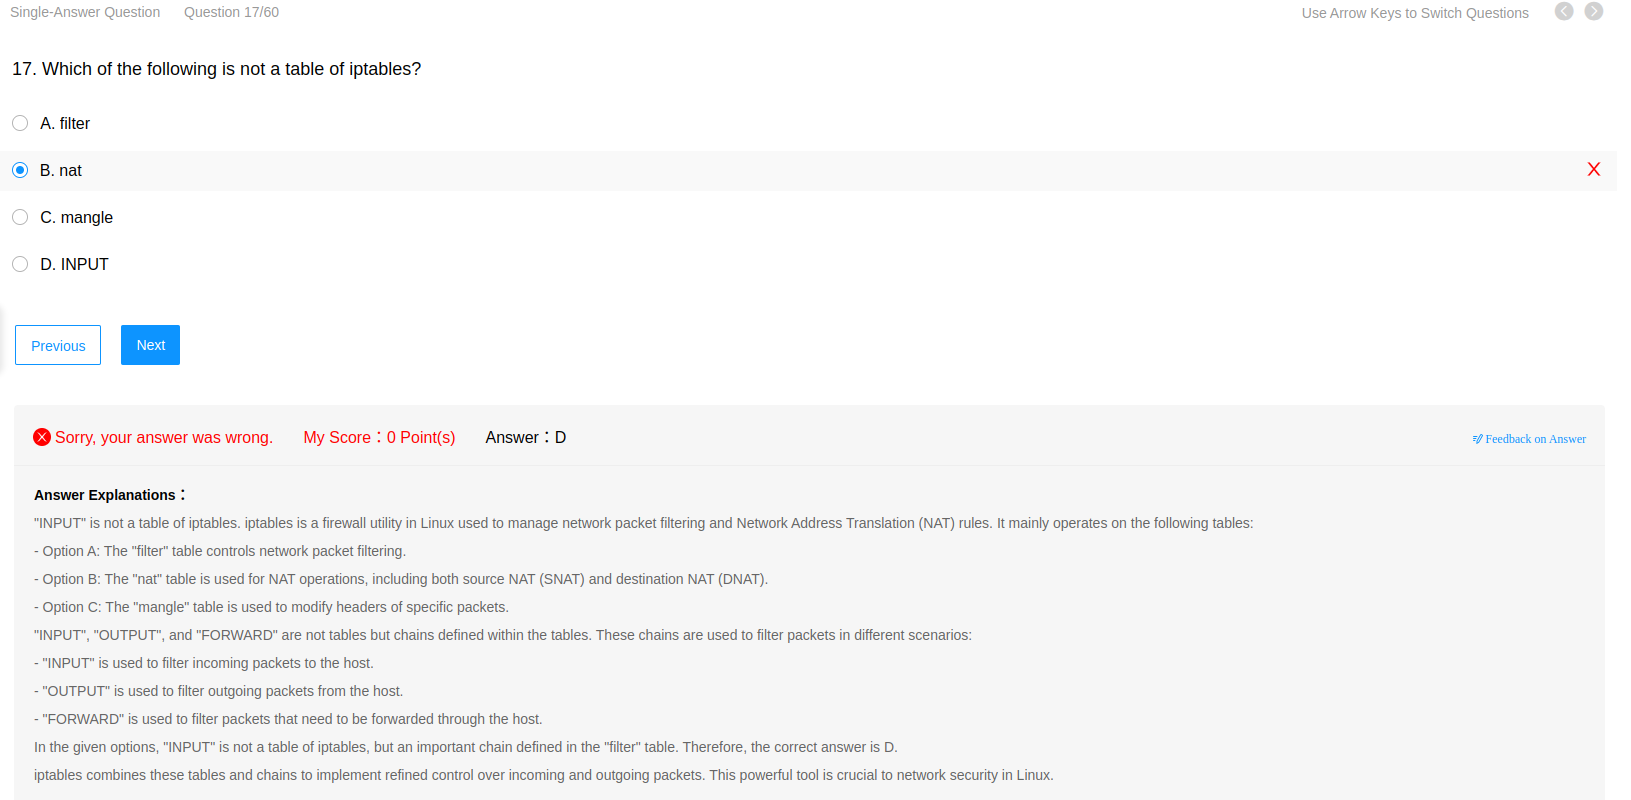 Single-Answer Question Question 17/60 Use Arrow Keys to Switch Questions
17. Which of the following is not a table of iptables?
A. filter
B. nat
C. mangle
D. INPUT
Previous Next
Sorry, your answer was wrong. My Score：0 Point(s) Answer：D Feedback on Answer
Answer Explanations：
"INPUT" is not a table of iptables. iptables is a firewall utility in Linux used to manage network packet filtering and Network Address Translation (NAT) rules. It mainly operates on the following tables:
- Option A: The "filter" table controls network packet filtering.
- Option B: The "nat" table is used for NAT operations, including both source NAT (SNAT) and destination NAT (DNAT).
- Option C: The "mangle" table is used to modify headers of specific packets.
"INPUT", "OUTPUT", and "FORWARD" are not tables but chains defined within the tables. These chains are used to filter packets in different scenarios:
- "INPUT" is used to filter incoming packets to the host.
- "OUTPUT" is used to filter outgoing packets from the host.
- "FORWARD" is used to filter packets that need to be forwarded through the host.
In the given options, "INPUT" is not a table of iptables, but an important chain defined in the "filter" table. Therefore, the correct answer is D.
iptables combines these tables and chains to implement refined control over incoming and outgoing packets. This powerful tool is crucial to network security in Linux.